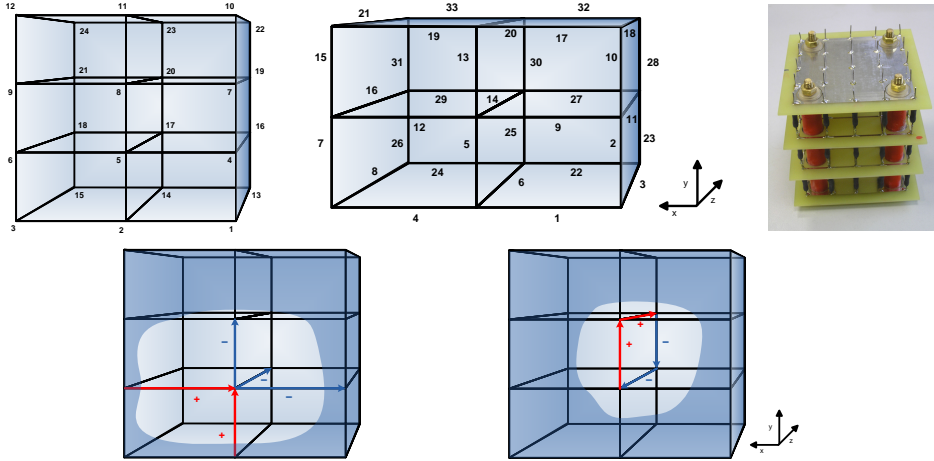 12 11 10
24 23 22
21 20 19
9 8 7
18 17 16
6 5 4
15 14 13
3 2 1
21 33 32
19 20 17 18
15 31 13 30 10 28
16 29 14 27
7 12 25 9 11
26 5 2 23
8 24 6 22 3
4 1
y
x z
−
+ − −
+
+
+ −
−
y
x z